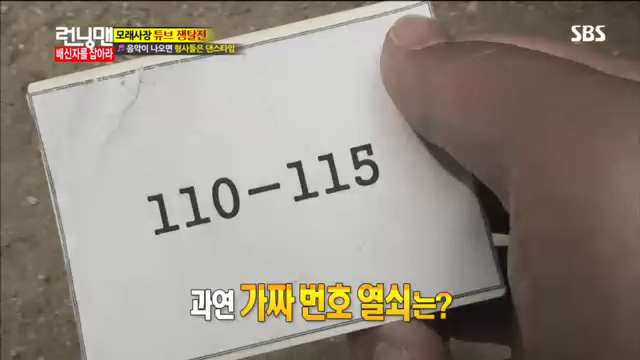 런닝맨
배신자를 잡아라
모래사장 튜브 쟁탈전
♬ 음악이 나오면 형사들은 댄스타임
SBS
110-115
과연 가짜 번호 열쇠는?